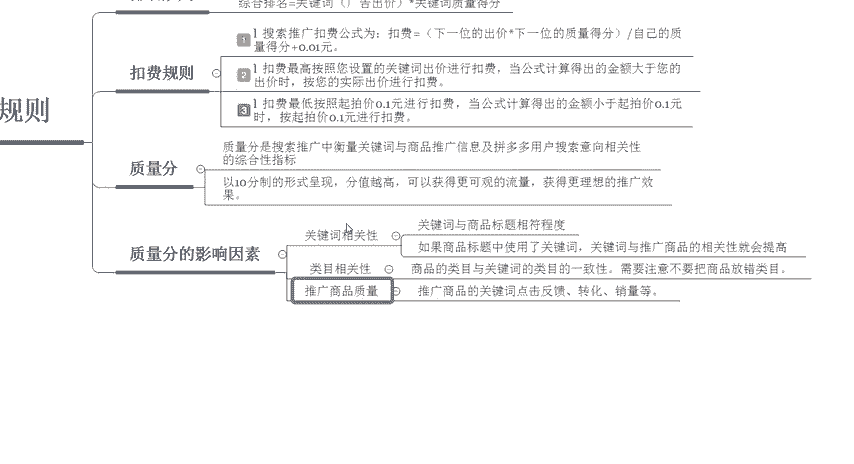 综合排名=关键词（广告出价）*关键词质量得分
规则
扣费规则
1 l 搜索推广扣费公式为：扣费=（下一位的出价*下一位的质量得分）/自己的质
量得分+0.01元。
2 l 扣费最高按照您设置的关键词出价进行扣费，当公式计算得出的金额大于您的
出价时，按您的实际出价进行扣费。
3 l 扣费最低按照起拍价0.1元进行扣费，当公式计算得出的金额小于起拍价0.1元
时，按起拍价0.1元进行扣费。
质量分
质量分是搜索推广中衡量关键词与商品推广信息及拼多多用户搜索意向相关性
的综合性指标
以10分制的形式呈现，分值越高，可以获得更可观的流量，获得更理想的推广效
果。
质量分的影响因素
关键词相关性
关键词与商品标题相符程度
如果商品标题中使用了关键词，关键词与推广商品的相关性就会提高
类目相关性
商品的类目与关键词的类目的一致性。需要注意不要把商品放错类目。
推广商品质量
推广商品的关键词点击反馈、转化、销量等。